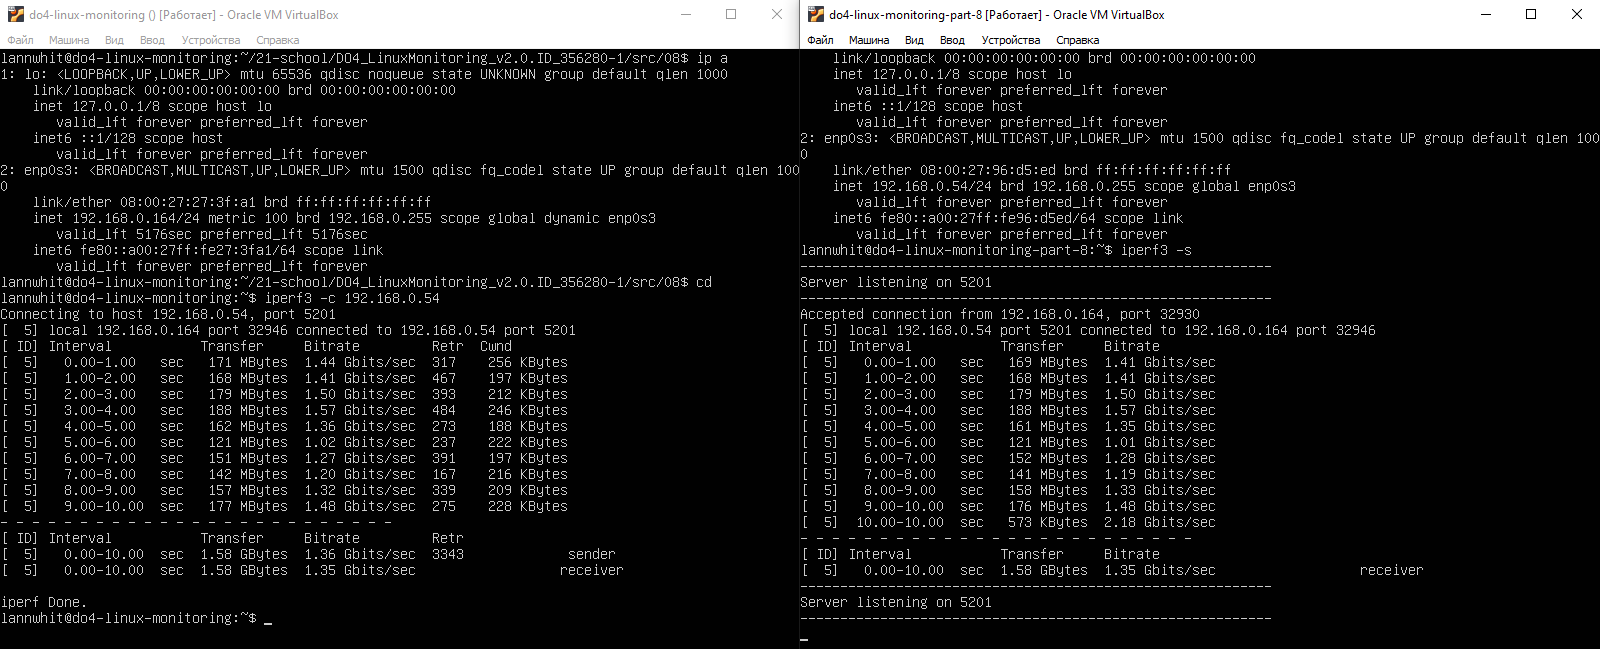 do4-linux-monitoring () [Работает] - Oracle VM VirtualBox
Файл Машина Вид Ввод Устройства Справка
lannwhit@do4-linux-monitoring:~/21-school/DO4_LinuxMonitoring_v2.0.ID_356280-1/src/08$ ip a
1: lo: <LOOPBACK,UP,LOWER_UP> mtu 65536 qdisc noqueue state UNKNOWN group default qlen 1000
    link/loopback 00:00:00:00:00:00 brd 00:00:00:00:00:00
    inet 127.0.0.1/8 scope host lo
       valid_lft forever preferred_lft forever
    inet6 ::1/128 scope host
       valid_lft forever preferred_lft forever
2: enp0s3: <BROADCAST,MULTICAST,UP,LOWER_UP> mtu 1500 qdisc fq_codel state UP group default qlen 100
0
    link/ether 08:00:27:27:3f:a1 brd ff:ff:ff:ff:ff:ff
    inet 192.168.0.164/24 metric 100 brd 192.168.0.255 scope global dynamic enp0s3
       valid_lft 5176sec preferred_lft 5176sec
    inet6 fe80::a00:27ff:fe27:3fa1/64 scope link
       valid_lft forever preferred_lft forever
lannwhit@do4-linux-monitoring:~/21-school/DO4_LinuxMonitoring_v2.0.ID_356280-1/src/08$ cd
lannwhit@do4-linux-monitoring:~$ iperf3 -c 192.168.0.54
Connecting to host 192.168.0.54, port 5201
[  5] local 192.168.0.164 port 32946 connected to 192.168.0.54 port 5201
[ ID] Interval           Transfer     Bitrate         Retr  Cwnd
[  5]   0.00-1.00   sec   171 MBytes  1.44 Gbits/sec  317    256 KBytes
[  5]   1.00-2.00   sec   168 MBytes  1.41 Gbits/sec  467    197 KBytes
[  5]   2.00-3.00   sec   179 MBytes  1.50 Gbits/sec  393    212 KBytes
[  5]   3.00-4.00   sec   188 MBytes  1.57 Gbits/sec  484    246 KBytes
[  5]   4.00-5.00   sec   162 MBytes  1.36 Gbits/sec  273    188 KBytes
[  5]   5.00-6.00   sec   121 MBytes  1.02 Gbits/sec  237    222 KBytes
[  5]   6.00-7.00   sec   151 MBytes  1.27 Gbits/sec  391    197 KBytes
[  5]   7.00-8.00   sec   142 MBytes  1.20 Gbits/sec  167    216 KBytes
[  5]   8.00-9.00   sec   157 MBytes  1.32 Gbits/sec  339    209 KBytes
[  5]   9.00-10.00  sec   177 MBytes  1.48 Gbits/sec  275    228 KBytes
- - - - - - - - - - - - - - - - - - - - - - - - -
[ ID] Interval           Transfer     Bitrate         Retr
[  5]   0.00-10.00  sec  1.58 GBytes  1.36 Gbits/sec  3343             sender
[  5]   0.00-10.00  sec  1.58 GBytes  1.35 Gbits/sec                  receiver
iperf Done.
lannwhit@do4-linux-monitoring:~$ _
do4-linux-monitoring-part-8 [Работает] - Oracle VM VirtualBox
Файл Машина Вид Ввод Устройства Справка
    link/loopback 00:00:00:00:00:00 brd 00:00:00:00:00:00
    inet 127.0.0.1/8 scope host lo
       valid_lft forever preferred_lft forever
    inet6 ::1/128 scope host
       valid_lft forever preferred_lft forever
2: enp0s3: <BROADCAST,MULTICAST,UP,LOWER_UP> mtu 1500 qdisc fq_codel state UP group default qlen 100
0
    link/ether 08:00:27:96:d5:ed brd ff:ff:ff:ff:ff:ff
    inet 192.168.0.54/24 brd 192.168.0.255 scope global enp0s3
       valid_lft forever preferred_lft forever
    inet6 fe80::a00:27ff:fe96:d5ed/64 scope link
       valid_lft forever preferred_lft forever
lannwhit@do4-linux-monitoring-part-8:~$ iperf3 -s
-----------------------------------------------------------
Server listening on 5201
-----------------------------------------------------------
Accepted connection from 192.168.0.164, port 32930
[  5] local 192.168.0.54 port 5201 connected to 192.168.0.164 port 32946
[ ID] Interval           Transfer     Bitrate
[  5]   0.00-1.00   sec   169 MBytes  1.41 Gbits/sec
[  5]   1.00-2.00   sec   168 MBytes  1.41 Gbits/sec
[  5]   2.00-3.00   sec   179 MBytes  1.50 Gbits/sec
[  5]   3.00-4.00   sec   188 MBytes  1.57 Gbits/sec
[  5]   4.00-5.00   sec   161 MBytes  1.35 Gbits/sec
[  5]   5.00-6.00   sec   121 MBytes  1.01 Gbits/sec
[  5]   6.00-7.00   sec   152 MBytes  1.28 Gbits/sec
[  5]   7.00-8.00   sec   141 MBytes  1.19 Gbits/sec
[  5]   8.00-9.00   sec   158 MBytes  1.33 Gbits/sec
[  5]   9.00-10.00  sec   176 MBytes  1.48 Gbits/sec
[  5]  10.00-10.00  sec   573 KBytes  2.18 Gbits/sec
- - - - - - - - - - - - - - - - - - - - - - - - -
[ ID] Interval           Transfer     Bitrate
[  5]   0.00-10.00  sec  1.58 GBytes  1.35 Gbits/sec                  receiver
-----------------------------------------------------------
Server listening on 5201
-----------------------------------------------------------
_